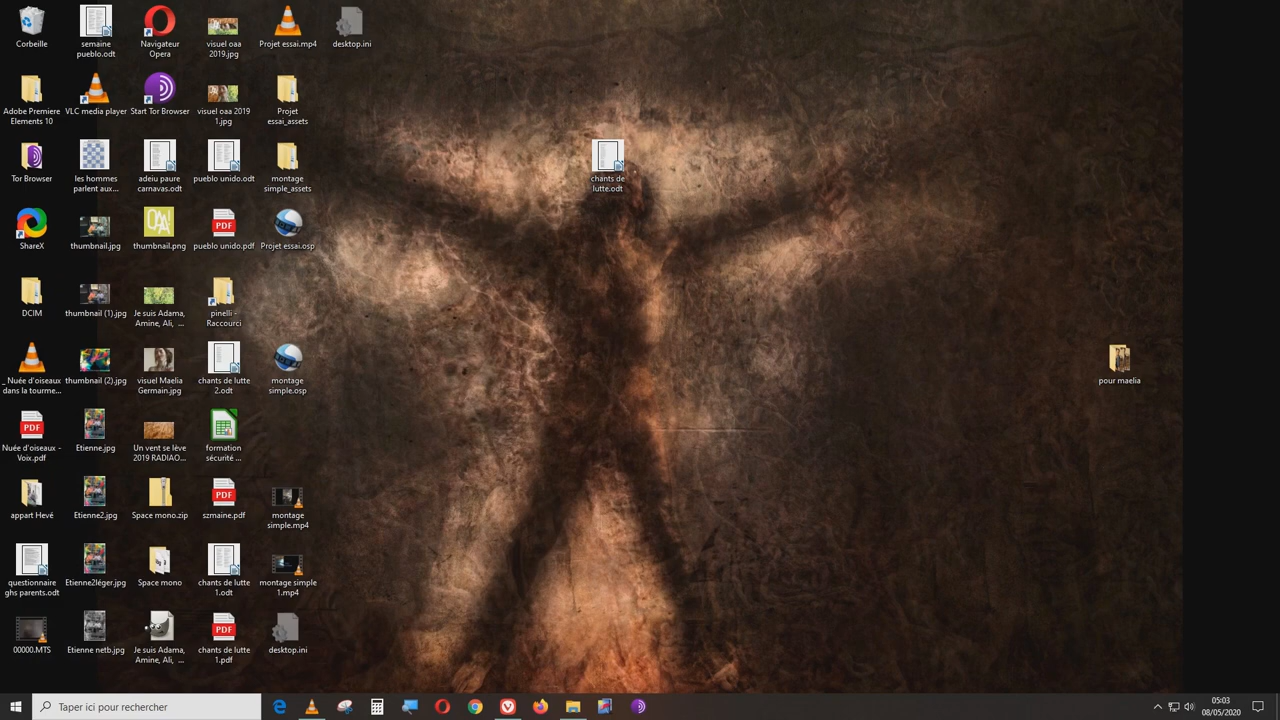 Corbeille
semaine
pueblo.odt
Navigateur
Opera
visuel oaa
2019.jpg
Projet essai.mp4
desktop.ini
Adobe Premiere
Elements 10
VLC media player
Start Tor Browser
visuel oaa 2019
1.jpg
Projet
essai_assets
Tor Browser
les hommes
parlent aux...
adeiu paure
carnavas.odt
pueblo unido.odt
montage
simple_assets
chants de
lutte.odt
ShareX
thumbnail.jpg
OAA!
thumbnail.png
PDF
pueblo unido.pdf
Projet essai.osp
DCIM
thumbnail (1).jpg
Je suis Adama,
Amine, Ali, ...
pinelli -
Raccourci
_ Nuée d'oiseaux
dans la tourme...
thumbnail (2).jpg
visuel Maelia
Germain.jpg
chants de lutte
2.odt
montage
simple.osp
pour maelia
PDF
Nuée d'oiseaux -
Voix.pdf
Etienne.jpg
Un vent se lève
2019 RADIAO...
formation
sécurité ...
appart Hevé
Etienne2.jpg
Space mono.zip
PDF
szmaine.pdf
montage
simple.mp4
questionnaire
ghs parents.odt
Etienne2léger.jpg
Space mono
chants de lutte
1.odt
montage simple
1.mp4
00000.MTS
Etienne netb.jpg
Je suis Adama,
Amine, Ali, ...
PDF
chants de lutte
1.pdf
desktop.ini
Taper ici pour rechercher
05:03
08/05/2020